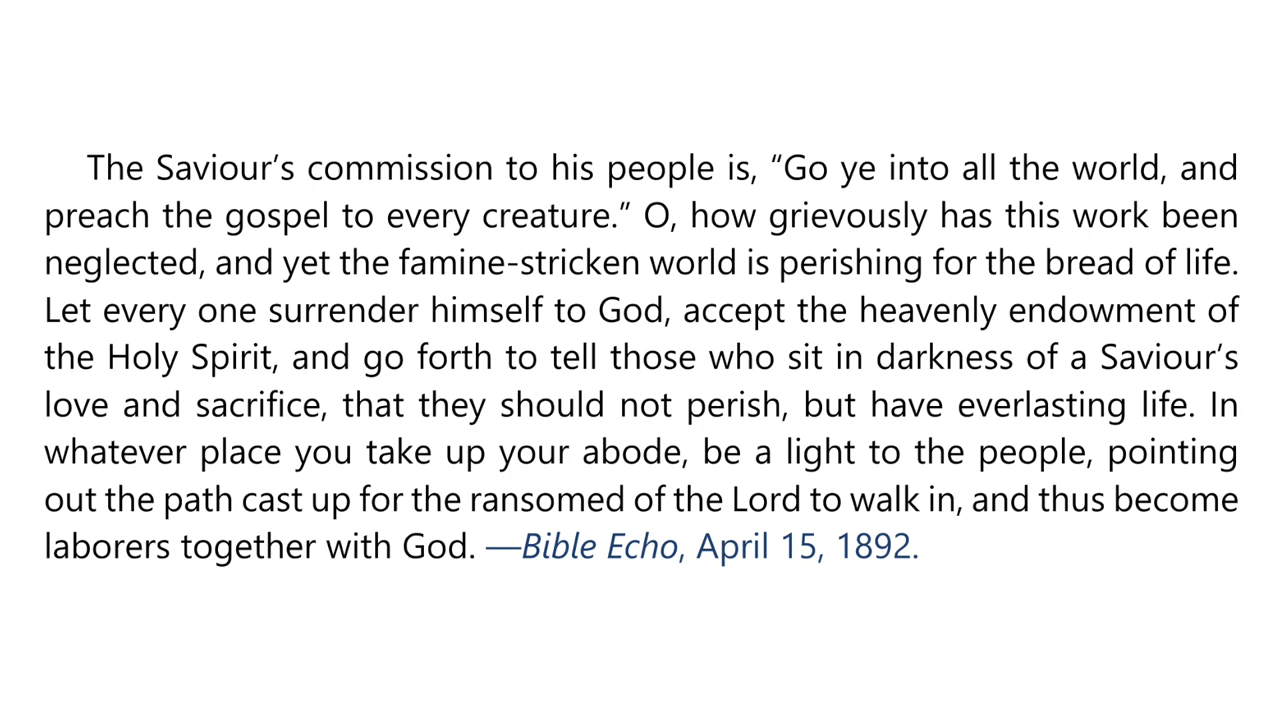 The Saviour’s commission to his people is, “Go ye into all the world, and
preach the gospel to every creature.” O, how grievously has this work been
neglected, and yet the famine-stricken world is perishing for the bread of life.
Let every one surrender himself to God, accept the heavenly endowment of
the Holy Spirit, and go forth to tell those who sit in darkness of a Saviour’s
love and sacrifice, that they should not perish, but have everlasting life. In
whatever place you take up your abode, be a light to the people, pointing
out the path cast up for the ransomed of the Lord to walk in, and thus become
laborers together with God. —Bible Echo, April 15, 1892.